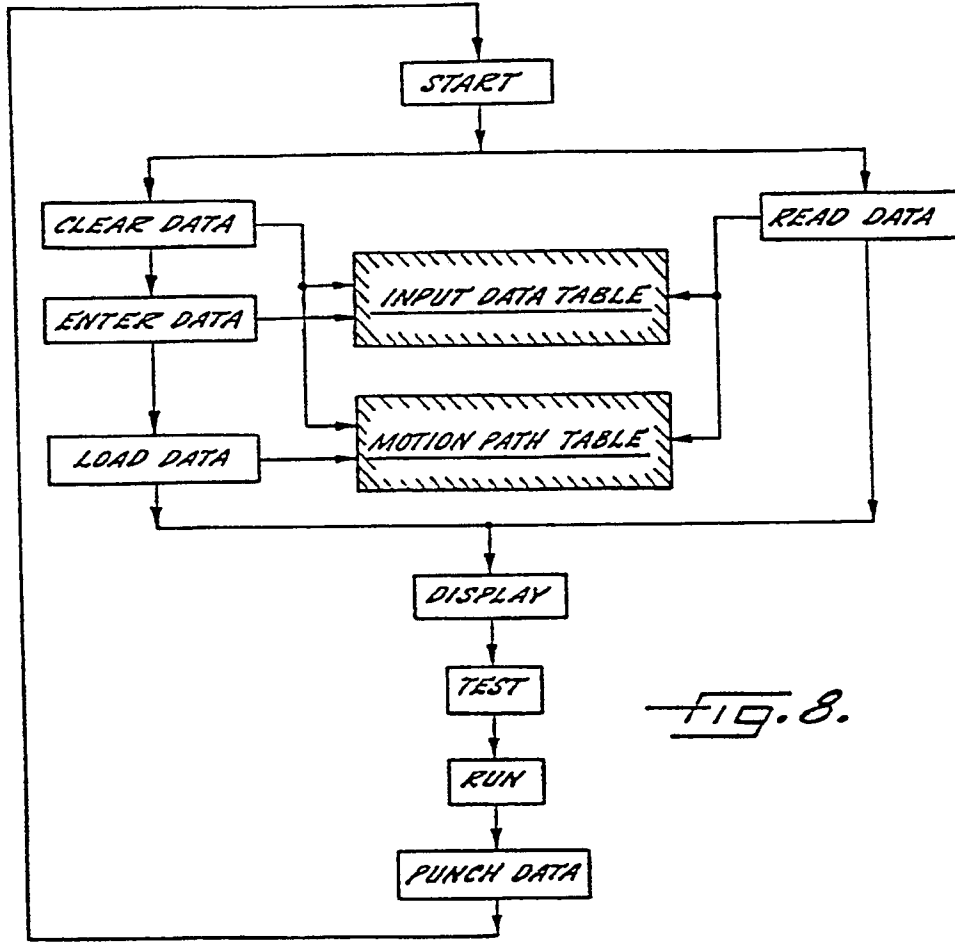 START
CLEAR DATA
READ DATA
INPUT DATA TABLE
ENTER DATA
MOTION PATH TABLE
LOAD DATA
DISPLAY
TEST
Fig. 8.
RUN
PUNCH DATA